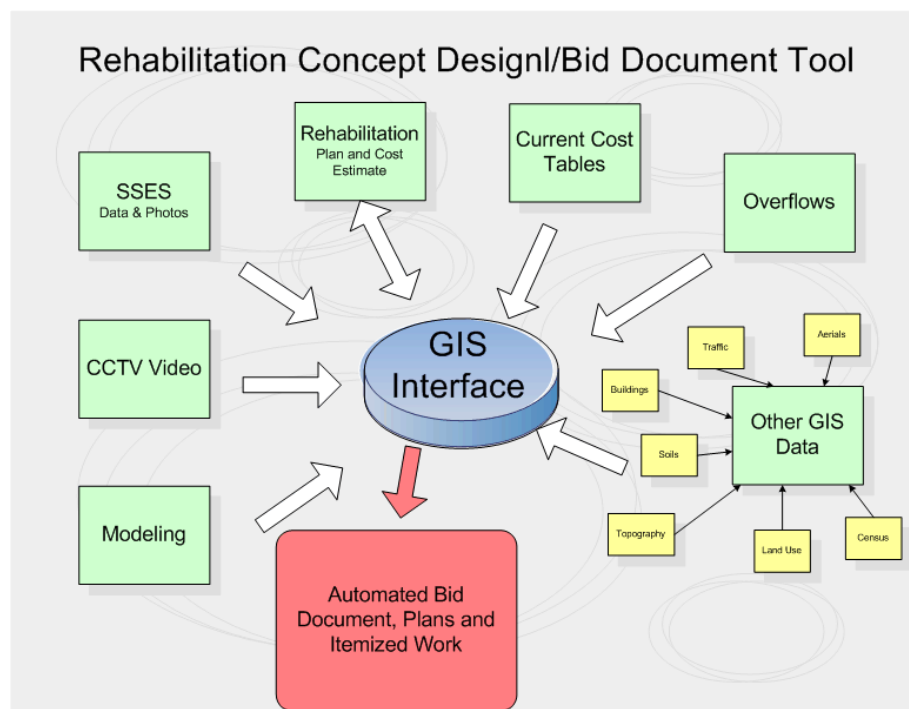 Rehabilitation Concept Designl/Bid Document Tool
Rehabilitation
Plan and Cost
Estimate
Current Cost
Tables
SSES
Data & Photos
Overflows
CCTV Video
GIS
Interface
Aerials
Traffic
Buildings
Other GIS
Data
Soils
Modeling
Topography
Land Use
Census
Automated Bid
Document, Plans and
Itemized Work